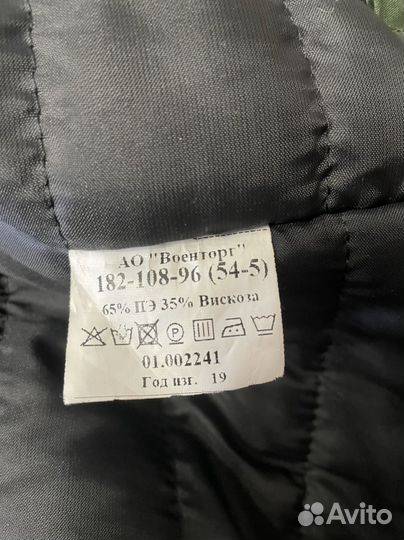 АО "Военторг"
182-108-96 (54-5)
65% ПЭ 35% Вискоза
01.002241
Год изг. 19
Avito